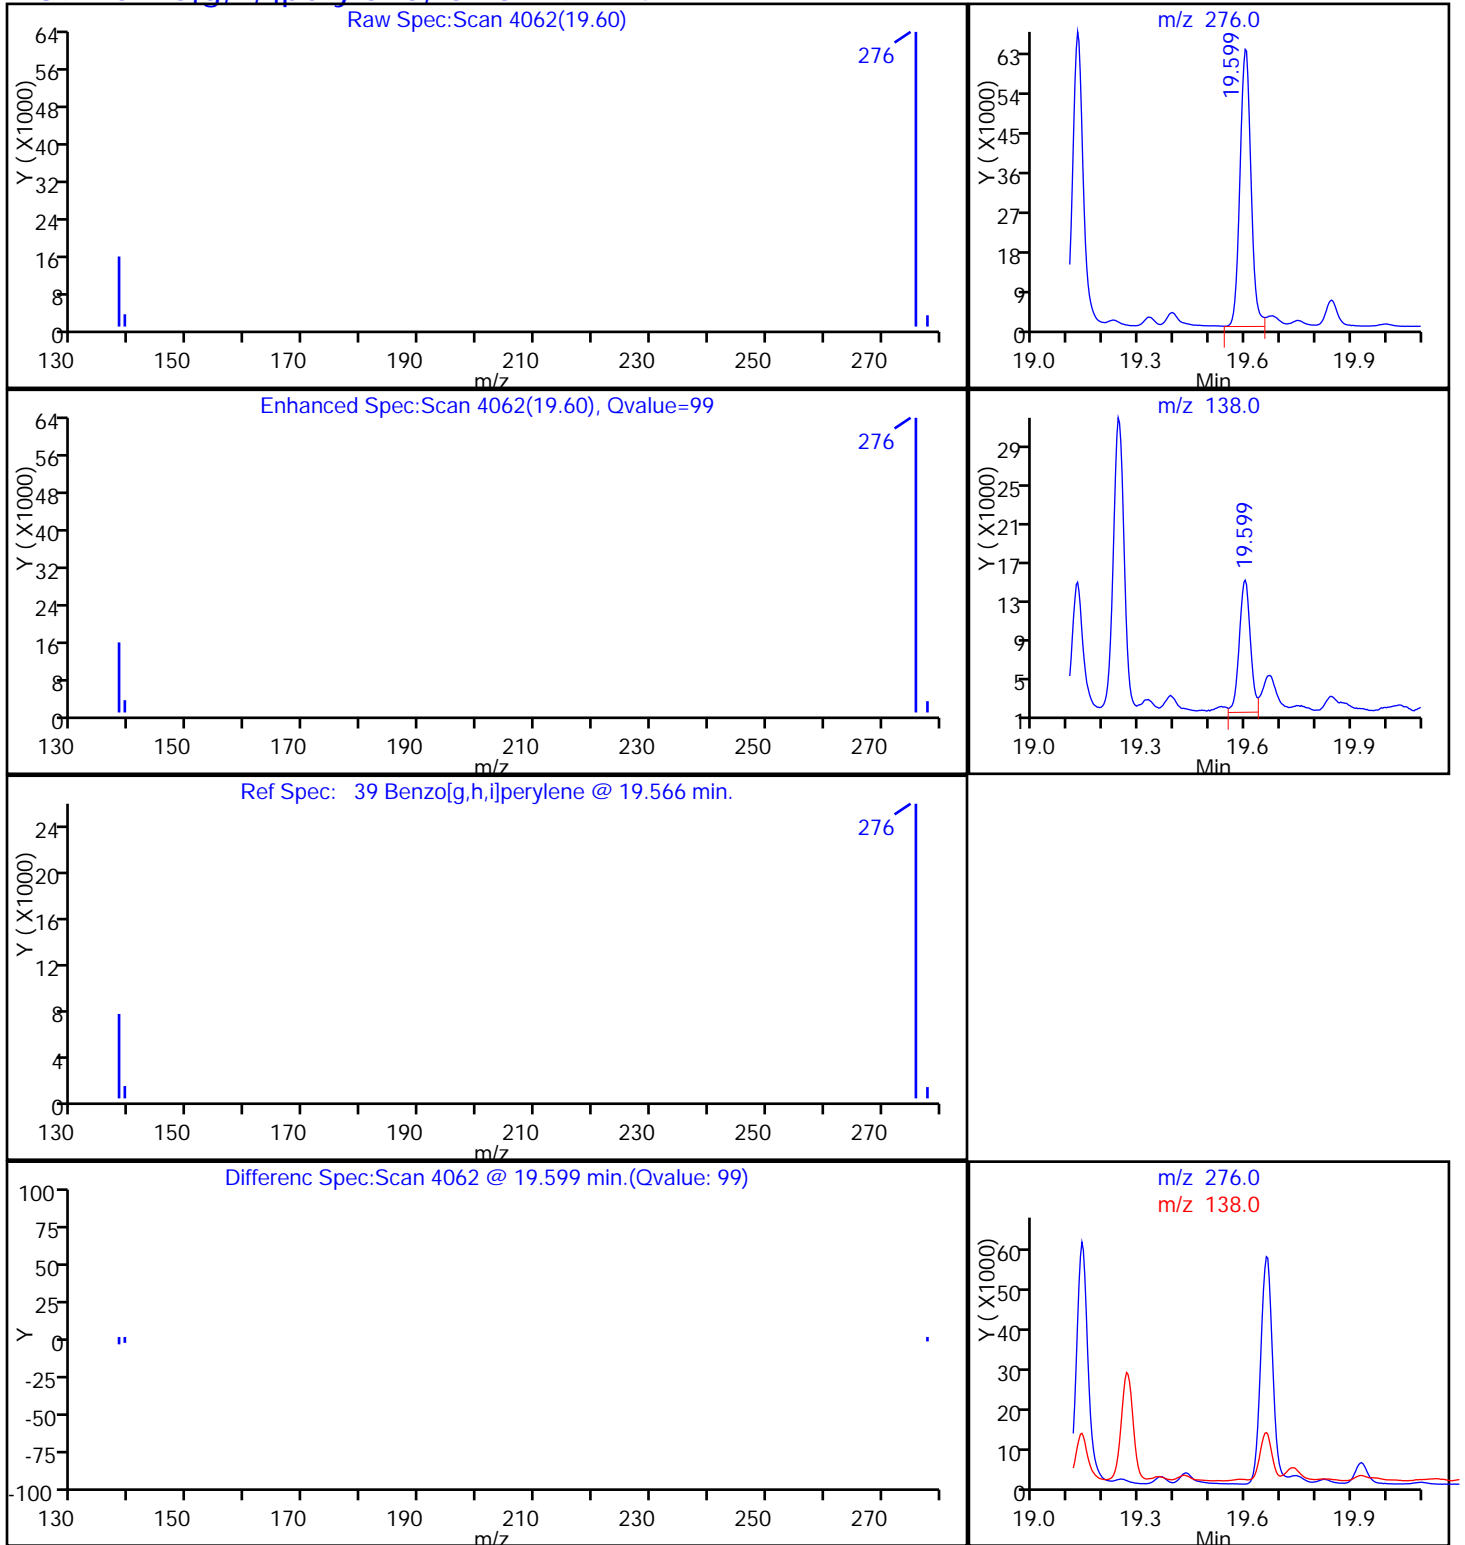 Raw Spec:Scan 4062(19.60)
64
56
48
40
32
24
16
8
0
Y ( X1000)
276
130 150 170 190 210 230 250 270
m/z
m/z 276.0
63
54
45
36
27
18
9
0
Y ( X1000)
19.599
19.0 19.3 19.6 19.9
Min
Enhanced Spec:Scan 4062(19.60), Qvalue=99
64
56
48
40
32
24
16
8
0
Y ( X1000)
276
130 150 170 190 210 230 250 270
m/z
m/z 138.0
29
25
21
17
13
9
5
1
Y ( X1000)
19.599
19.0 19.3 19.6 19.9
Min
Ref Spec: 39 Benzo[g,h,i]perylene @ 19.566 min.
24
20
16
12
8
4
0
Y ( X1000)
276
130 150 170 190 210 230 250 270
m/z
Differenc Spec:Scan 4062 @ 19.599 min.(Qvalue: 99)
100
75
50
25
0
-25
-50
-75
-100
Y
130 150 170 190 210 230 250 270
m/z
m/z 276.0
m/z 138.0
60
50
40
30
20
10
0
Y ( X1000)
19.0 19.3 19.6 19.9
Min